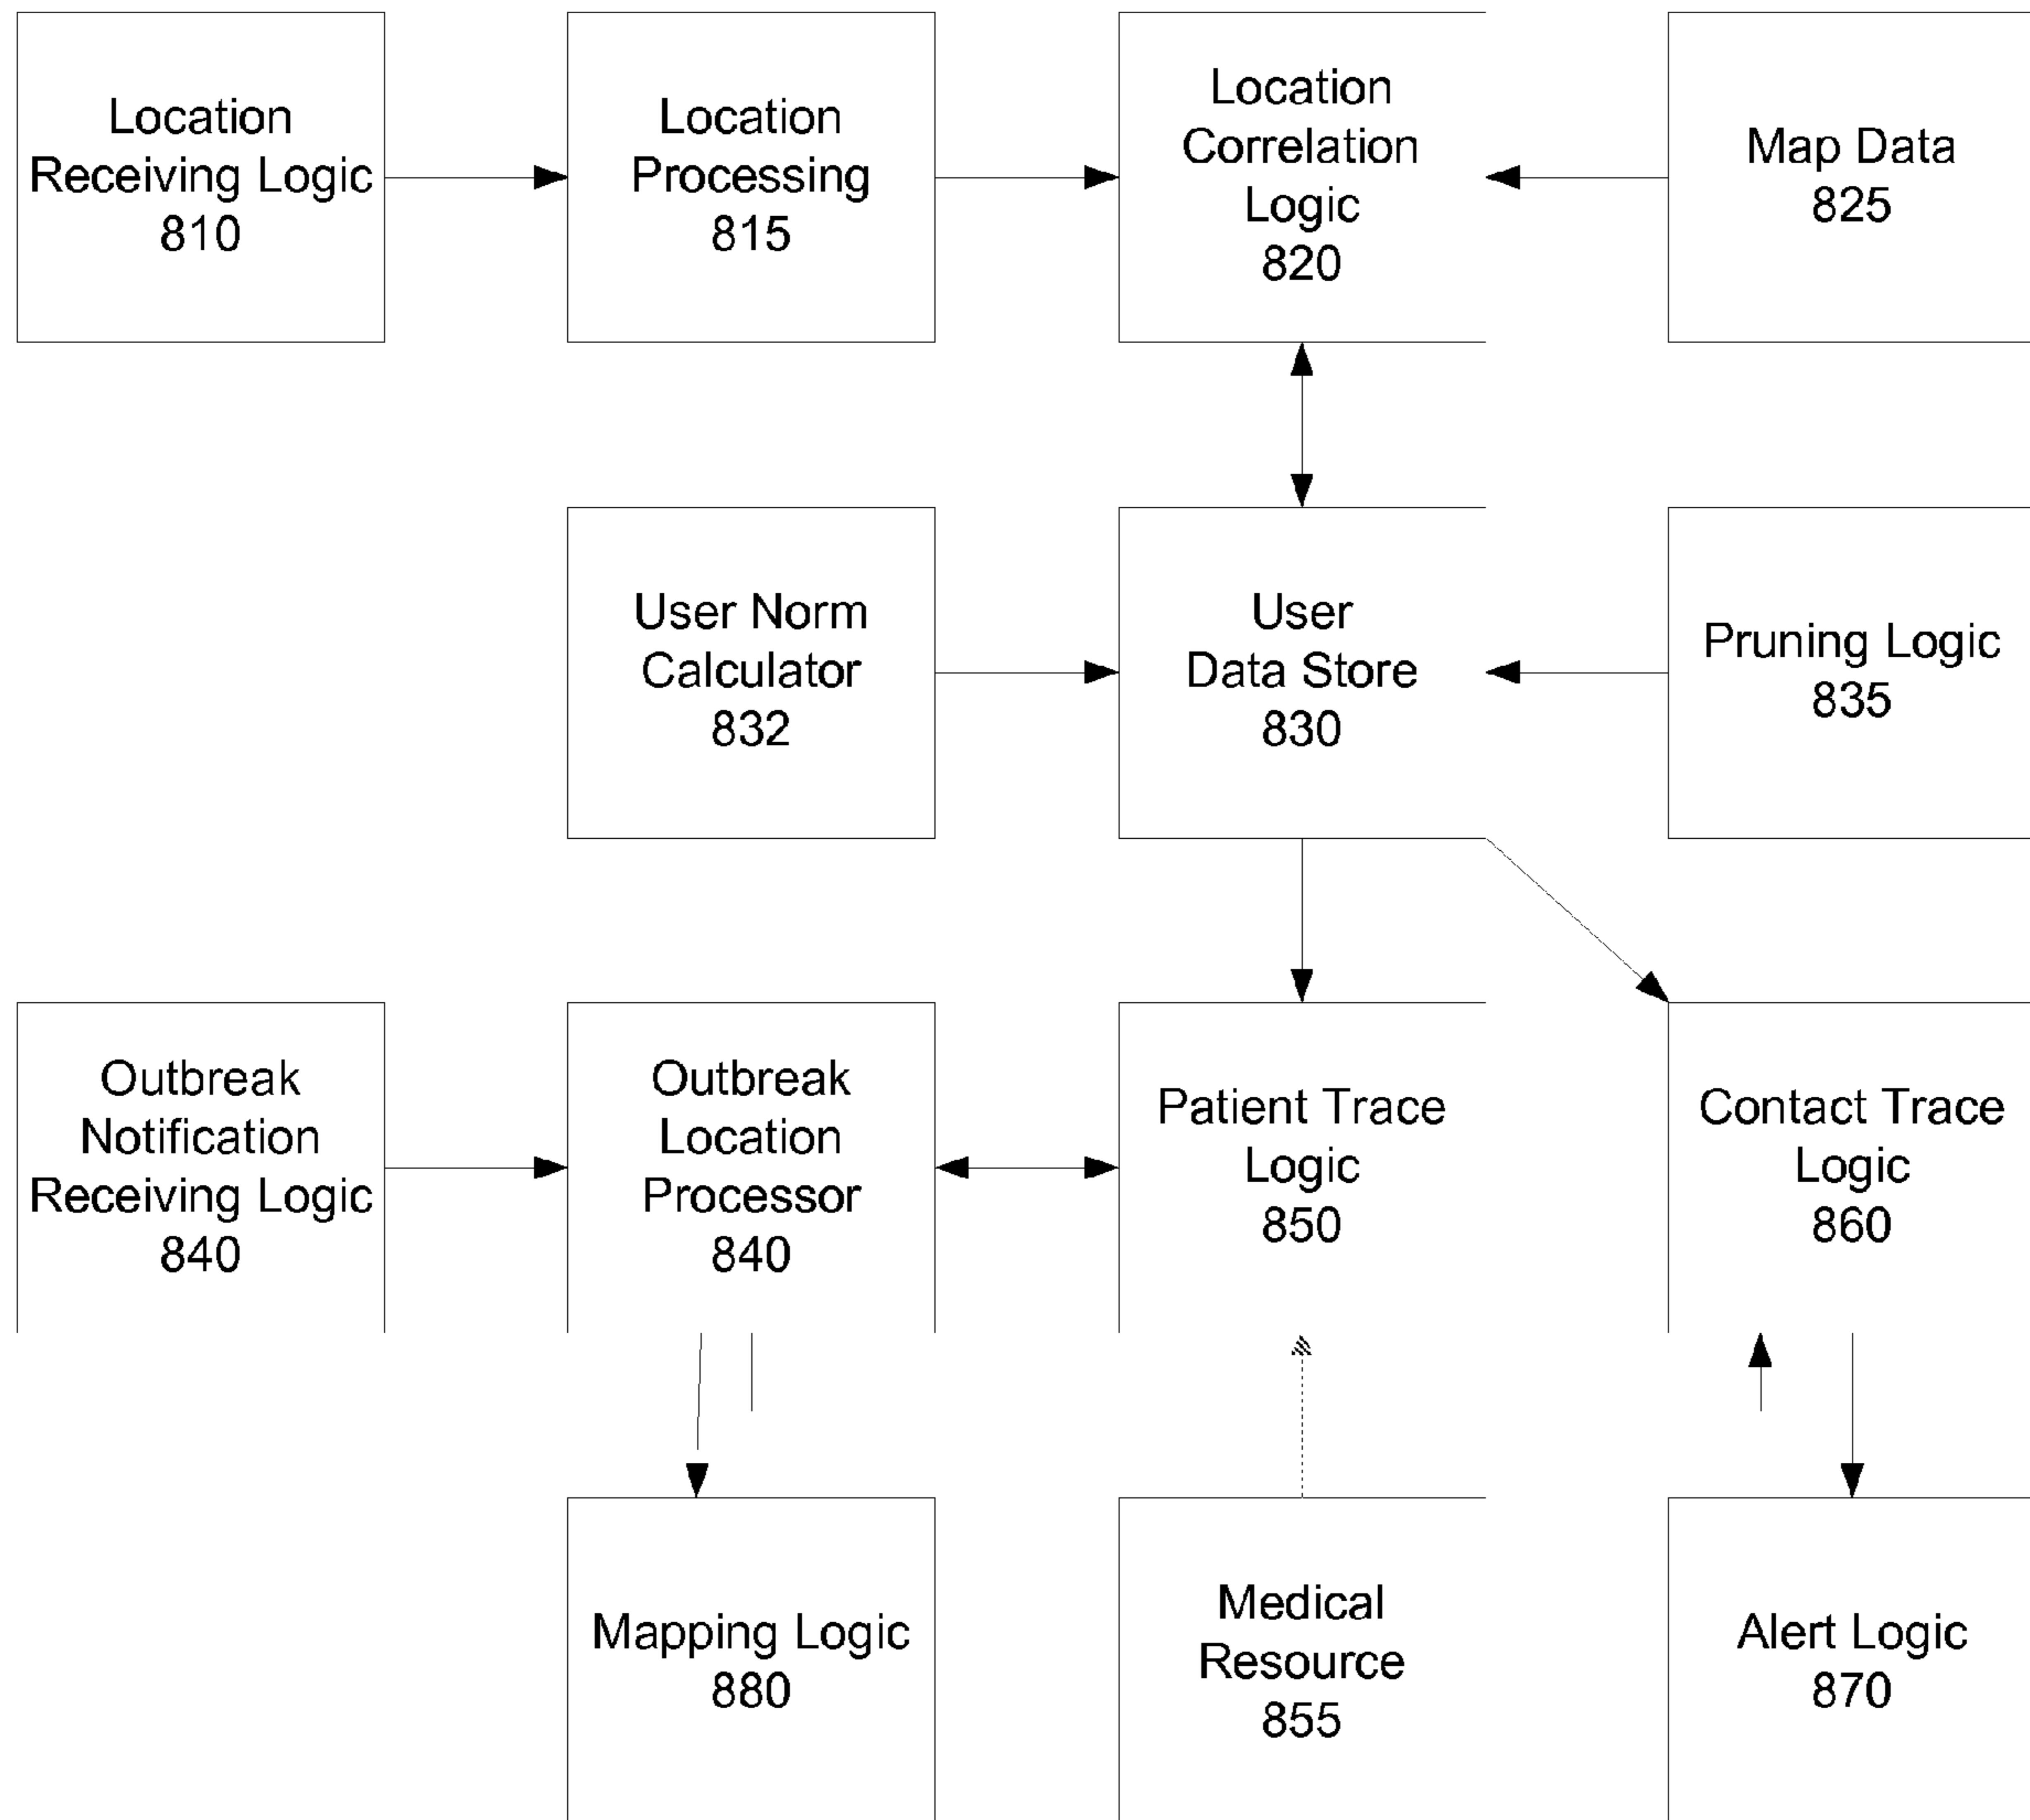 Location
Receiving Logic
810
Location
Processing
815
Location
Correlation
Logic
820
Map Data
825
User Norm
Calculator
832
User
Data Store
830
Pruning Logic
835
Outbreak
Notification
Receiving Logic
840
Outbreak
Location
Processor
840
Patient Trace
Logic
850
Contact Trace
Logic
860
Mapping Logic
880
Medical
Resource
855
Alert Logic
870